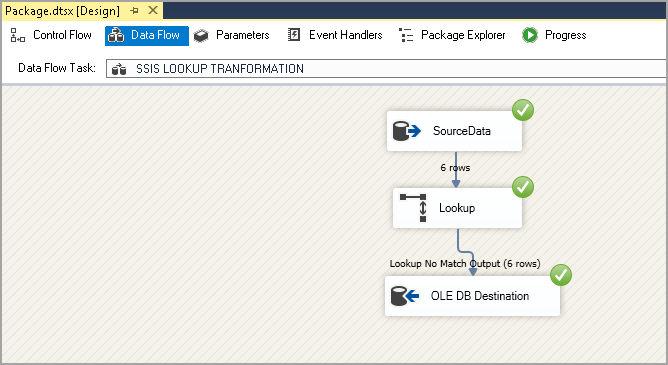 Package.dtsx [Design]
Control Flow Data Flow Parameters Event Handlers Package Explorer Progress
Data Flow Task: SSIS LOOKUP TRANFORMATION
SourceData
6 rows
Lookup
Lookup No Match Output (6 rows)
OLE DB Destination